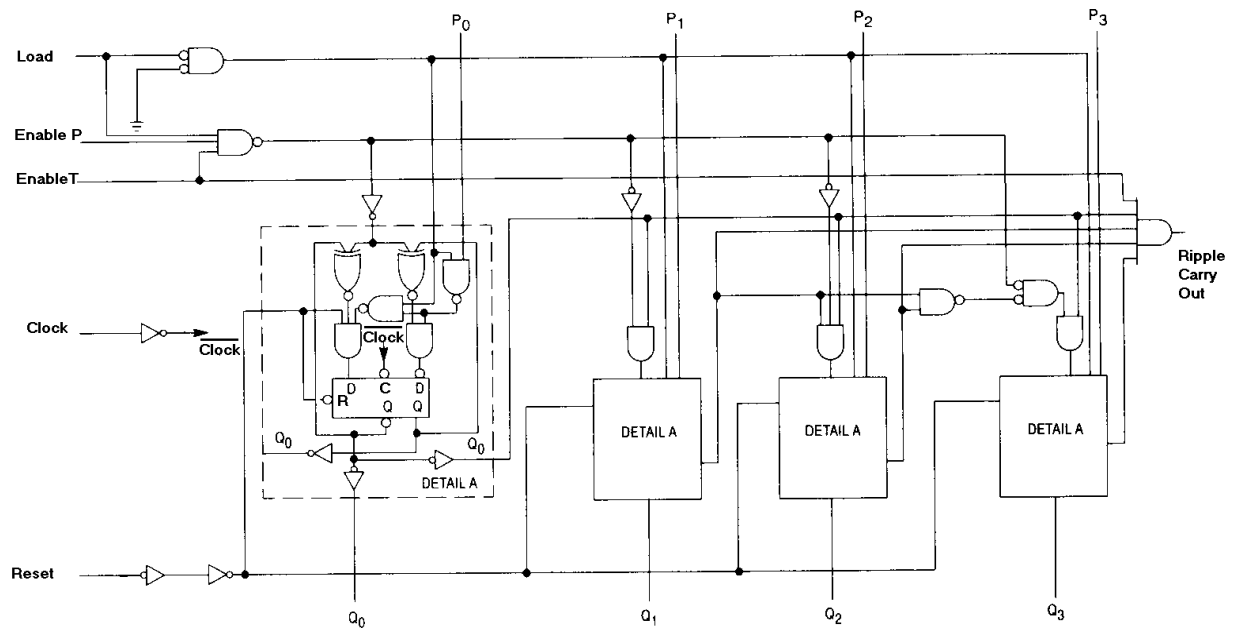 P0
P1
P2
P3
Load
Enable P
EnableT
Ripple
Carry
Out
Clock
Clock
Clock
D
C
D
R
Q
Q
Q0
Q0
DETAIL A
DETAIL A
DETAIL A
DETAIL A
Reset
Q0
Q1
Q2
Q3